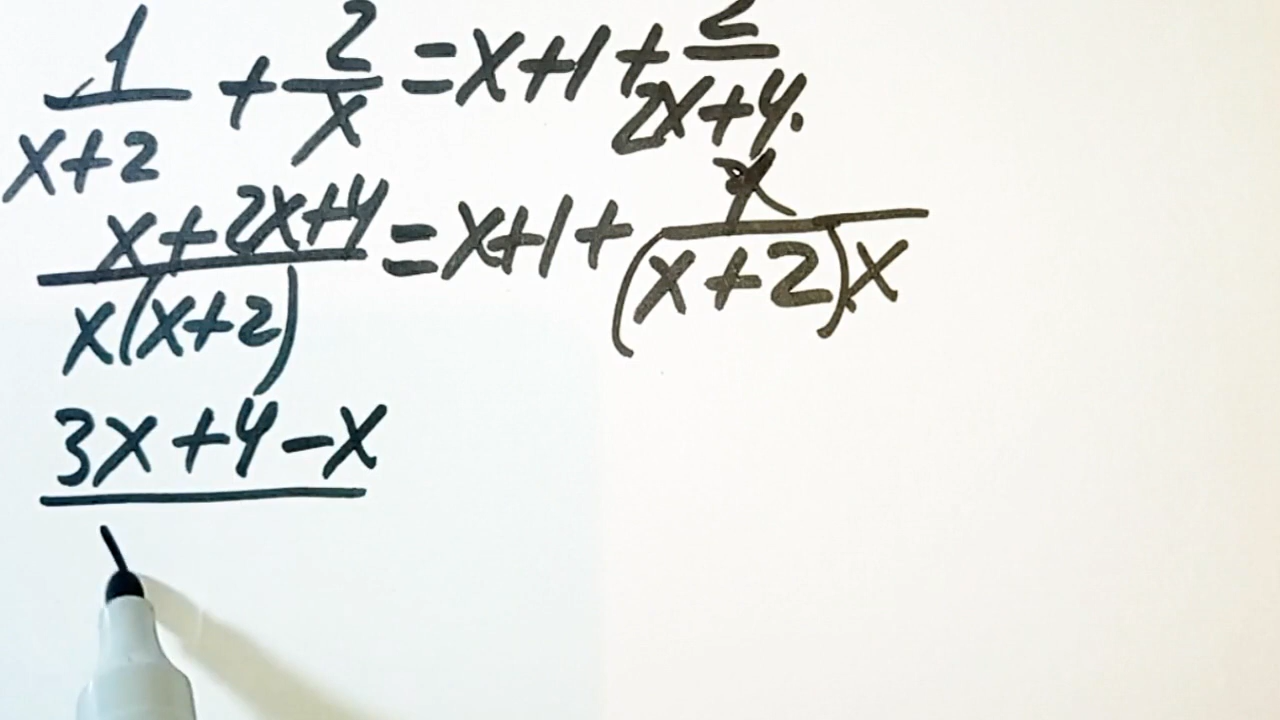 1/(x+2) + 2/x = x+1 + 2/(2x+4).
(x+2x+4)/(x(x+2)) = x+1 + x/((x+2)x)
3x+4-x